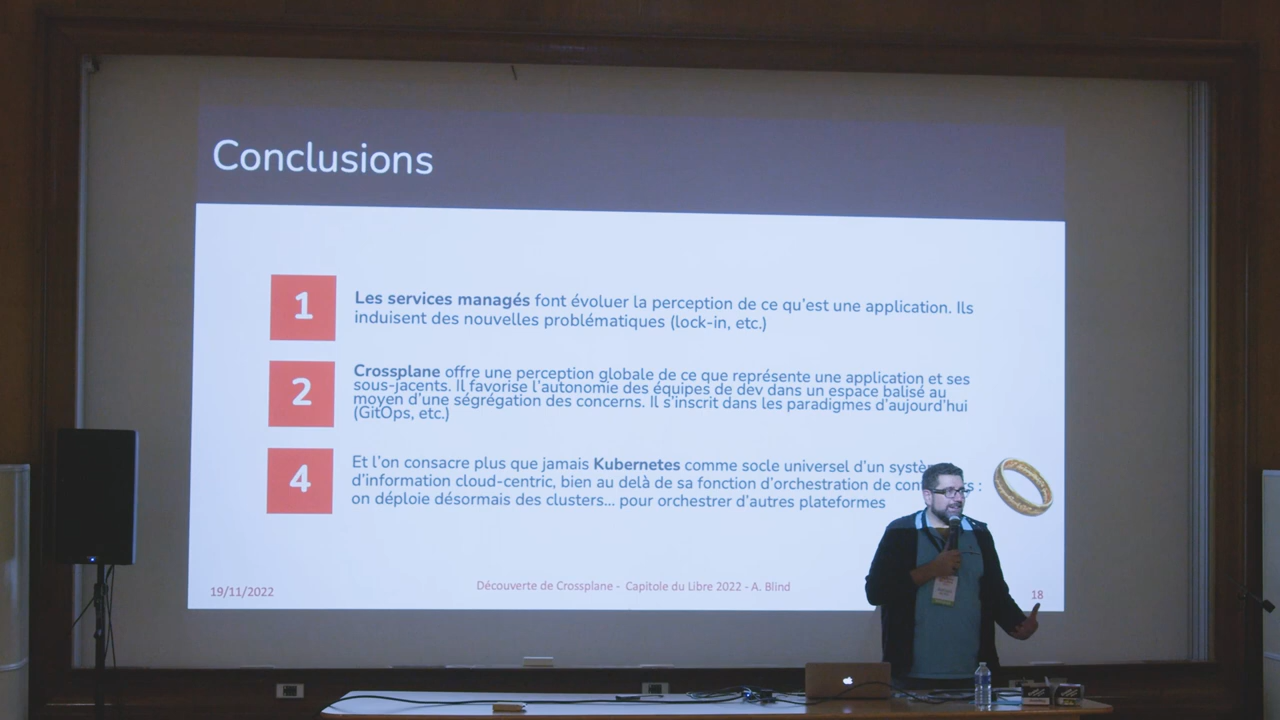 Conclusions
1
Les services managés font évoluer la perception de ce qu'est une application. Ils
induisent des nouvelles problématiques (lock-in, etc.)
2
Crossplane offre une perception globale de ce que représente une application et ses
sous-jacents. Il favorise l'autonomie des équipes de dev dans un espace balisé au
moyen d'une ségrégation des concerns. Il s'inscrit dans les paradigmes d'aujourd'hui
(GitOps, etc.)
4
Et l'on consacre plus que jamais Kubernetes comme socle universel d'un
d'information cloud-centric, bien au delà de sa fonction d'orchestration de :
on déploie désormais des clusters... pour orchestrer d'autres plateformes
19/11/2022
Découverte de Crossplane - Capitole du Libre 2022 - A. Blind
18